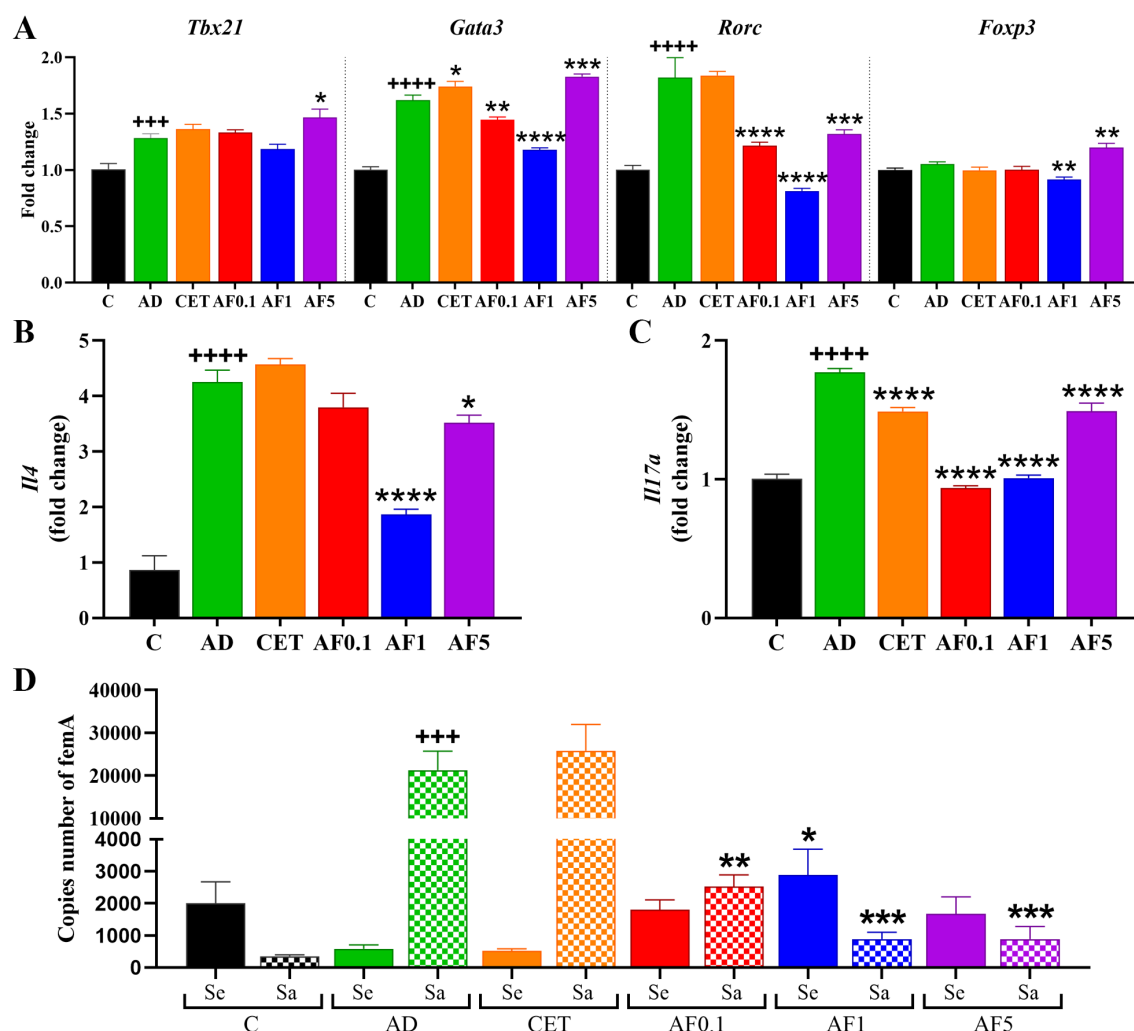 A
Tbx21 Gata3 Rorc Foxp3
Fold change
2.0
1.5
1.0
0.5
0.0
+++ *
++++ * ** **** ***
++++ **** **** ***
** **
C AD CET AF0.1 AF1 AF5 C AD CET AF0.1 AF1 AF5 C AD CET AF0.1 AF1 AF5 C AD CET AF0.1 AF1 AF5
B
Il4
(fold change)
5
4
3
2
1
0
++++ **** *
C AD CET AF0.1 AF1 AF5
C
Il17a
(fold change)
2
1
0
++++ **** **** **** ****
C AD CET AF0.1 AF1 AF5
D
Copies number of femA
40000
30000
20000
10000
4000
3000
2000
1000
0
+++ ** * *** ***
Se Sa Se Sa Se Sa Se Sa Se Sa Se Sa
C AD CET AF0.1 AF1 AF5